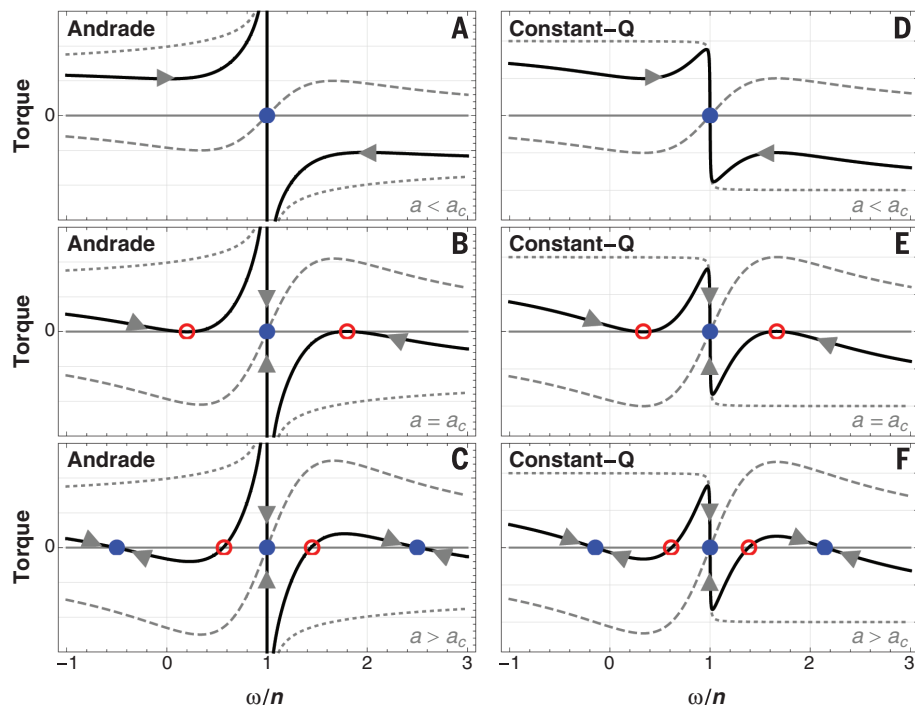 Andrade A
Torque
0
a < a_c
Constant–Q D
a < a_c
Andrade B
Torque
0
a = a_c
Constant–Q E
a = a_c
Andrade C
Torque
0
a > a_c
−1 0 1 2 3
ω/n
Constant–Q F
a > a_c
−1 0 1 2 3
ω/n